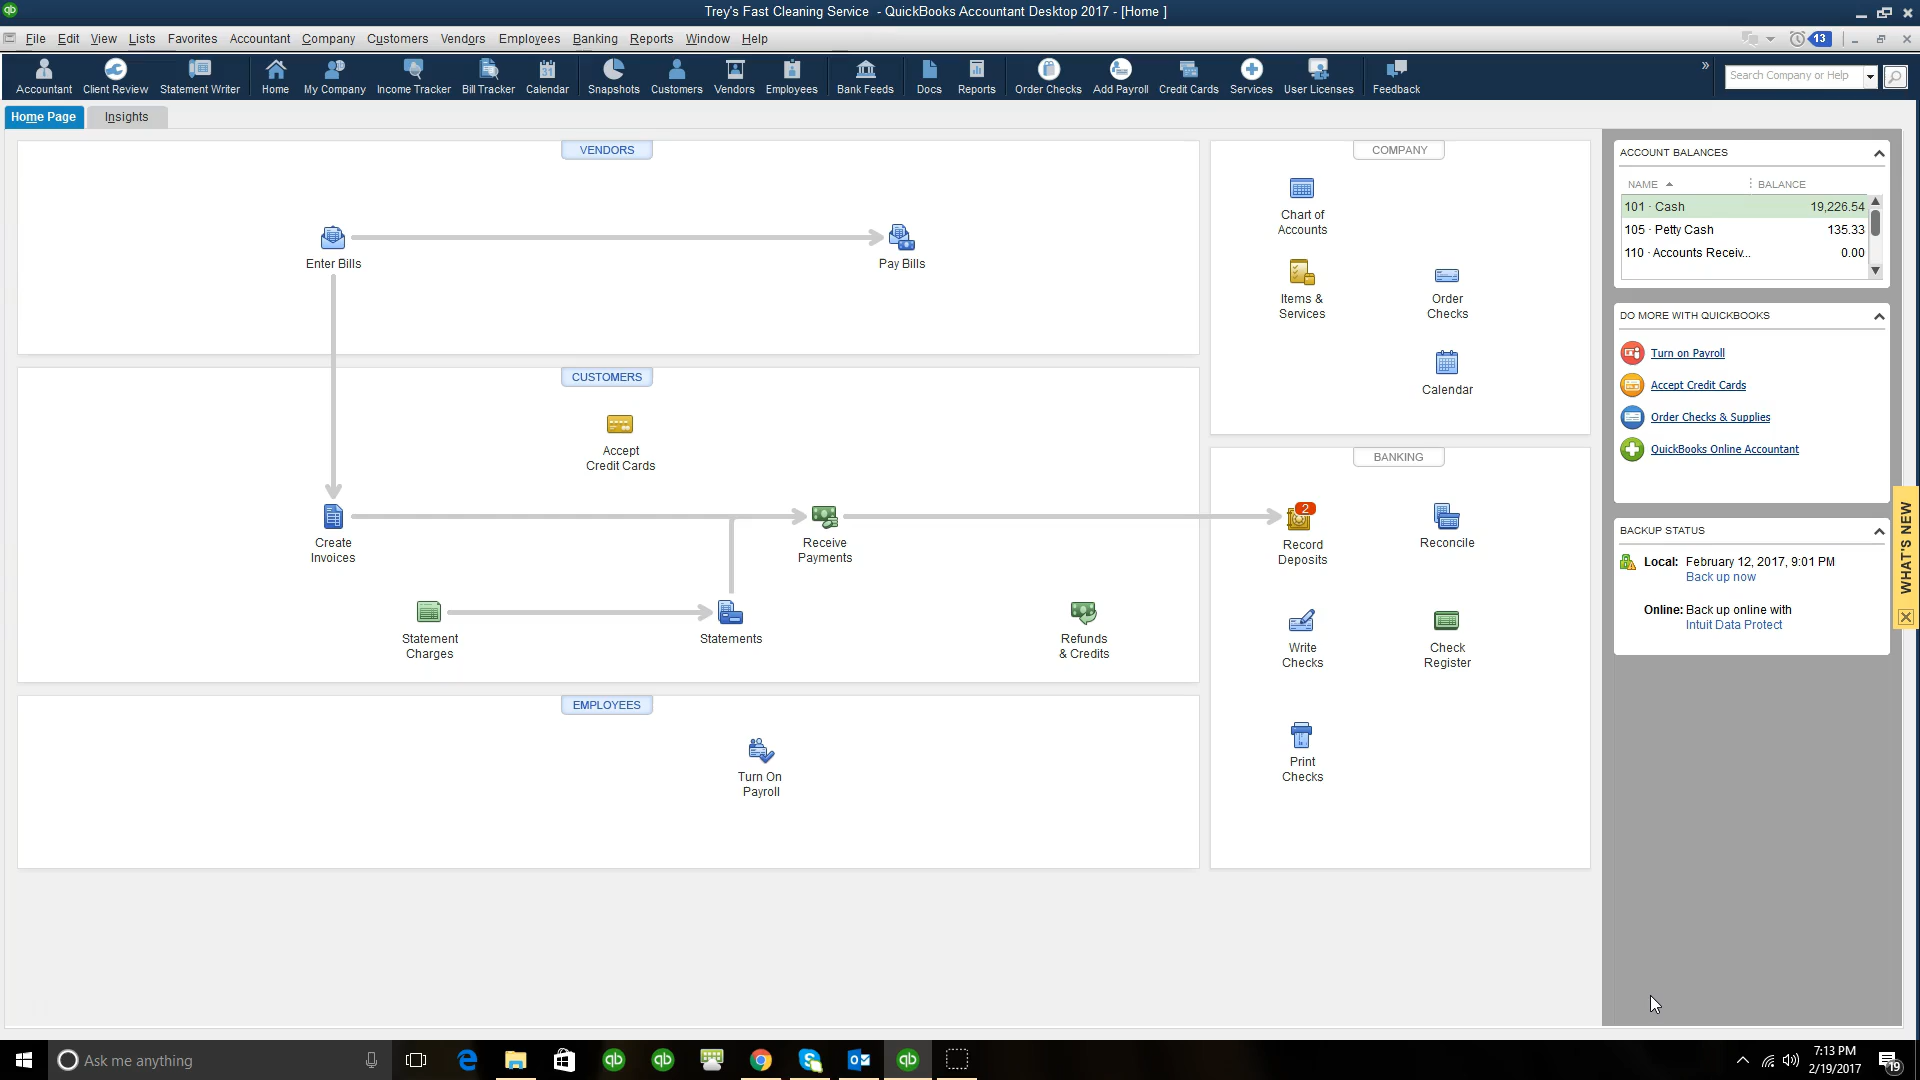 Trey's Fast Cleaning Service - QuickBooks Accountant Desktop 2017 - [Home ]
File Edit View Lists Favorites Accountant Company Customers Vendors Employees Banking Reports Window Help
13
Accountant Client Review Statement Writer Home My Company Income Tracker Bill Tracker Calendar Snapshots Customers Vendors Employees Bank Feeds Docs Reports Order Checks Add Payroll Credit Cards Services User Licenses Feedback
» Search Company or Help
Home Page Insights
VENDORS
Enter Bills
Pay Bills
CUSTOMERS
Accept
Credit Cards
Create
Invoices
Receive
Payments
Statement
Charges
Statements
Refunds
& Credits
EMPLOYEES
Turn On
Payroll
COMPANY
Chart of
Accounts
Items &
Services
Order
Checks
Calendar
BANKING
2
Record
Deposits
Reconcile
Write
Checks
Check
Register
Print
Checks
ACCOUNT BALANCES
NAME BALANCE
101 · Cash 19,226.54
105 · Petty Cash 135.33
110 · Accounts Receiv... 0.00
DO MORE WITH QUICKBOOKS
Turn on Payroll
Accept Credit Cards
Order Checks & Supplies
QuickBooks Online Accountant
BACKUP STATUS
Local: February 12, 2017, 9:01 PM
Back up now
Online: Back up online with
Intuit Data Protect
WHAT'S NEW
Ask me anything
7:13 PM
2/19/2017
19